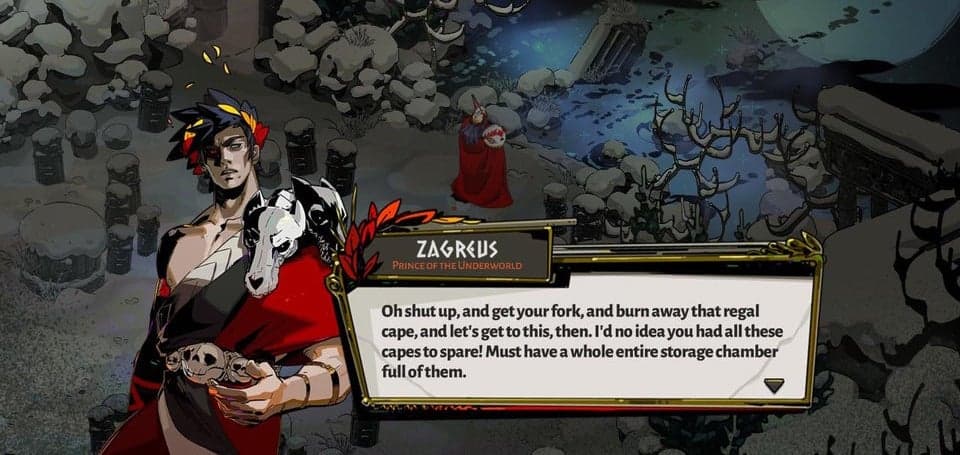 ZAGREUS
PRINCE OF THE UNDERWORLD
Oh shut up, and get your fork, and burn away that regal
cape, and let's get to this, then. I'd no idea you had all these
capes to spare! Must have a whole entire storage chamber
full of them.